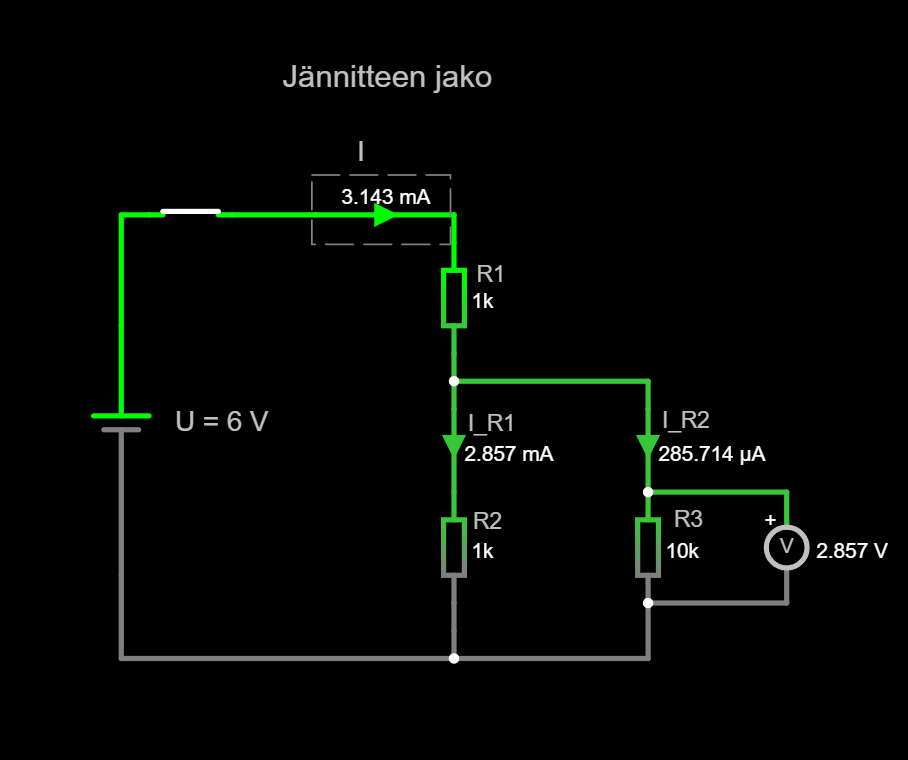 Jännitteen jako
I
3.143 mA
R1
1k
U = 6 V
I_R1
2.857 mA
I_R2
285.714 µA
R2
1k
R3
10k
+
V
2.857 V